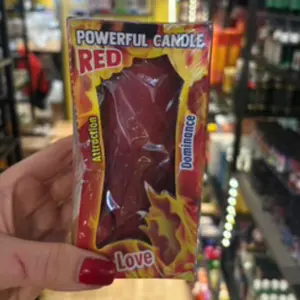 POWERFUL CANDLE
RED
Attraction
Dominance
Love